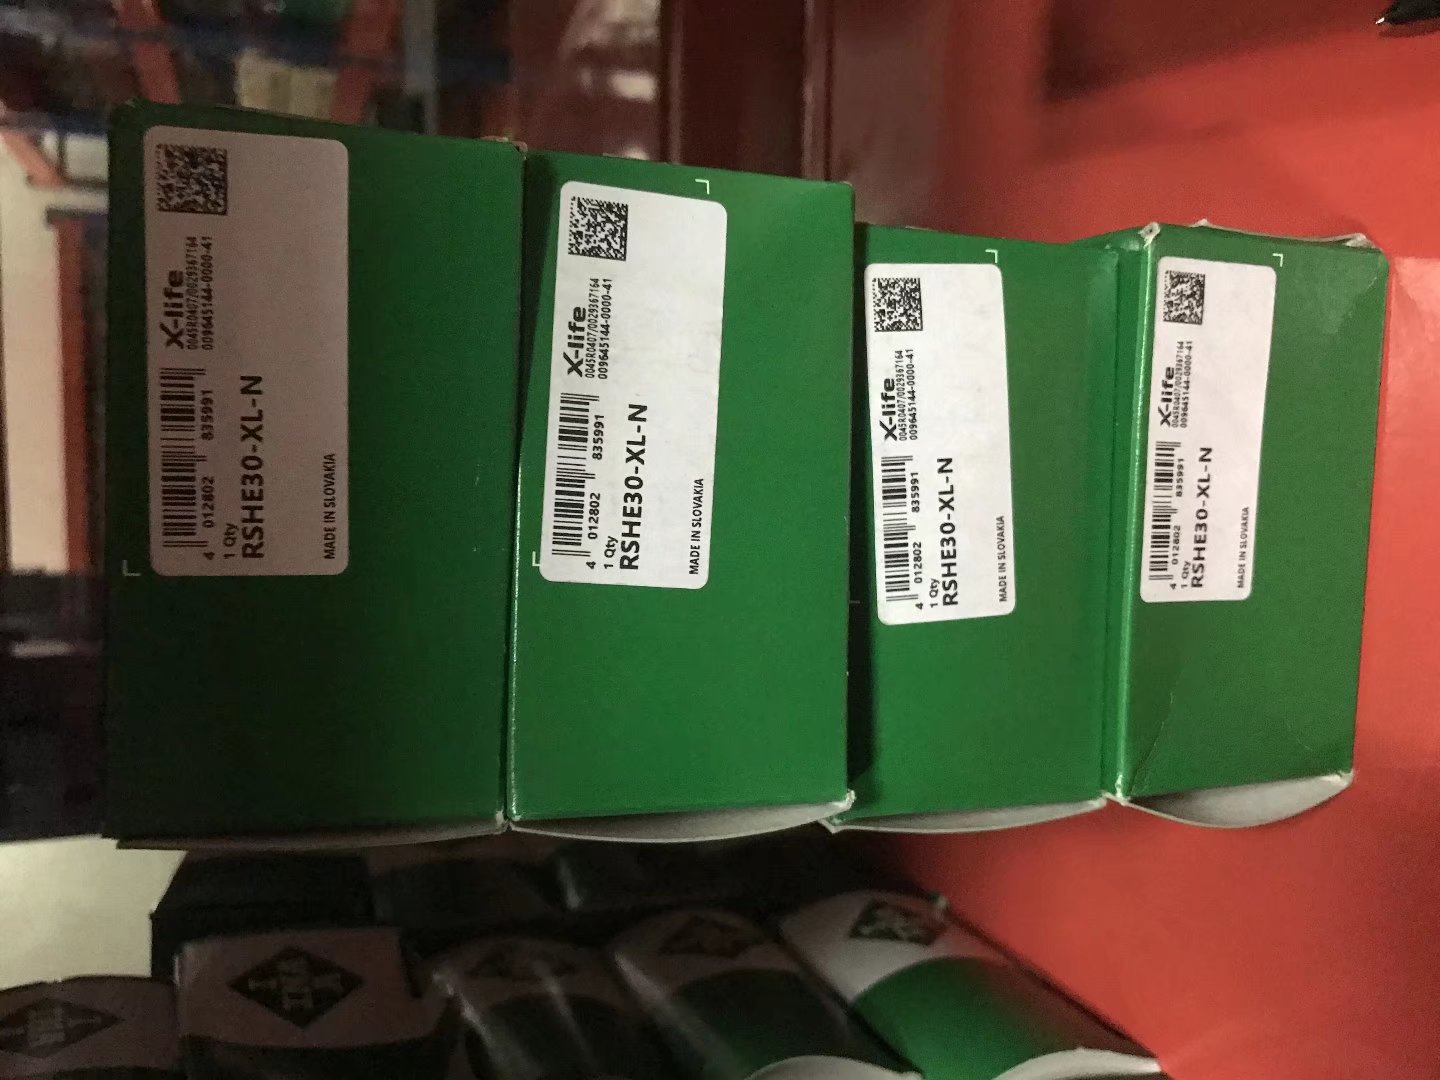 4 012802 835991
X-life
0045R0407/0029367164
009645144-0000-41
1 Qty
RSHE30-XL-N
MADE IN SLOVAKIA
4 012802 835991
X-life
0045R0407/0029367164
009645144-0000-41
1 Qty
RSHE30-XL-N
MADE IN SLOVAKIA
4 012802 835991
X-life
0045R0407/0029367164
009645144-0000-41
1 Qty
RSHE30-XL-N
MADE IN SLOVAKIA
4 012802 835991
X-life
0045R0407/0029367164
009645144-0000-41
1 Qty
RSHE30-XL-N
MADE IN SLOVAKIA